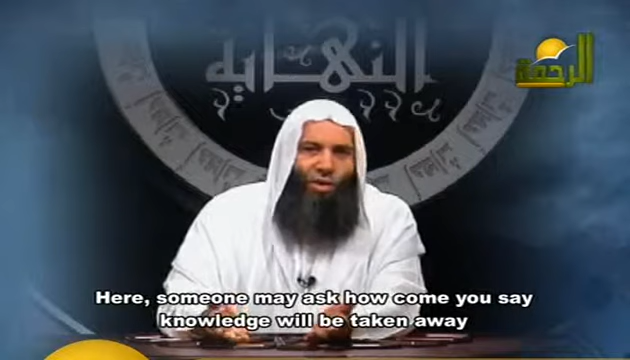 النهاية
الرحمة
Here, someone may ask how come you say
knowledge will be taken away